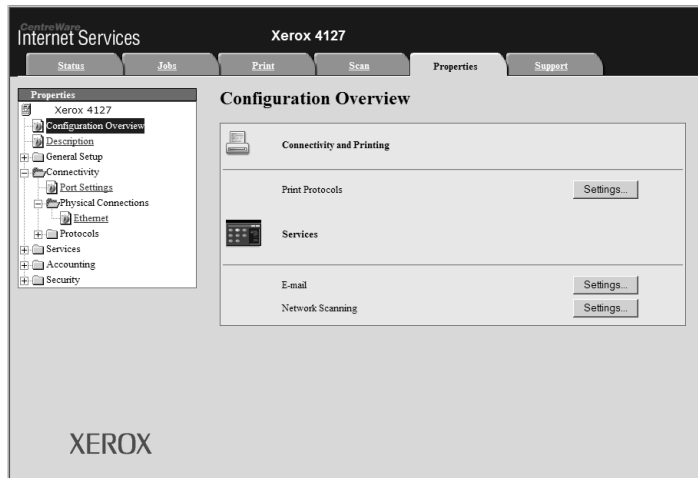 CentreWare
Internet Services
Xerox 4127
Status
Jobs
Print
Scan
Properties
Support
Properties
Xerox 4127
Configuration Overview
Description
General Setup
Connectivity
Port Settings
Physical Connections
Ethernet
Protocols
Services
Accounting
Security
Configuration Overview
Connectivity and Printing
Print Protocols
Settings...
Services
E-mail
Settings...
Network Scanning
Settings...
XEROX